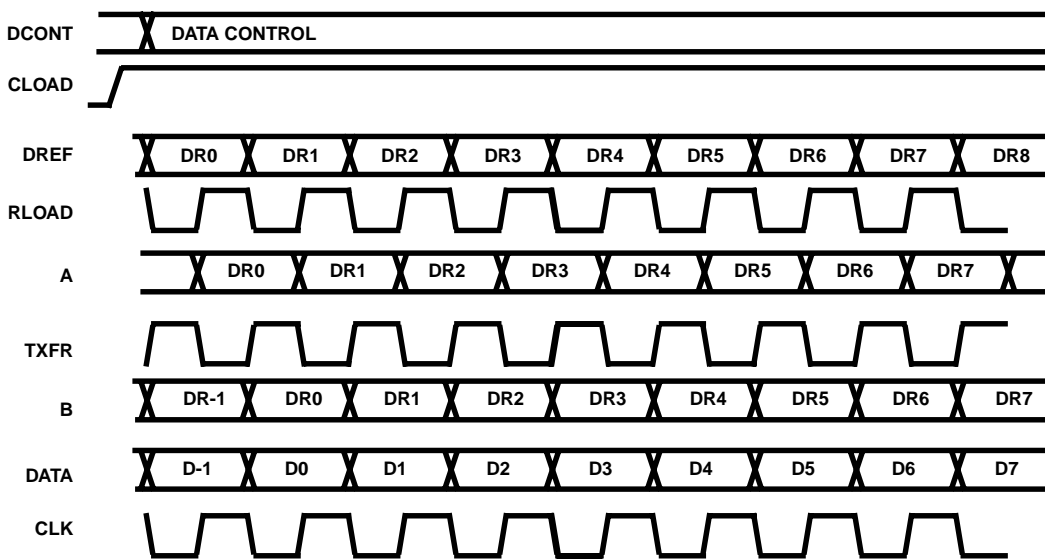 DCONT DATA CONTROL
CLOAD
DREF DR0 DR1 DR2 DR3 DR4 DR5 DR6 DR7 DR8
RLOAD
A DR0 DR1 DR2 DR3 DR4 DR5 DR6 DR7
TXFR
B DR-1 DR0 DR1 DR2 DR3 DR4 DR5 DR6 DR7
DATA D-1 D0 D1 D2 D3 D4 D5 D6 D7
CLK